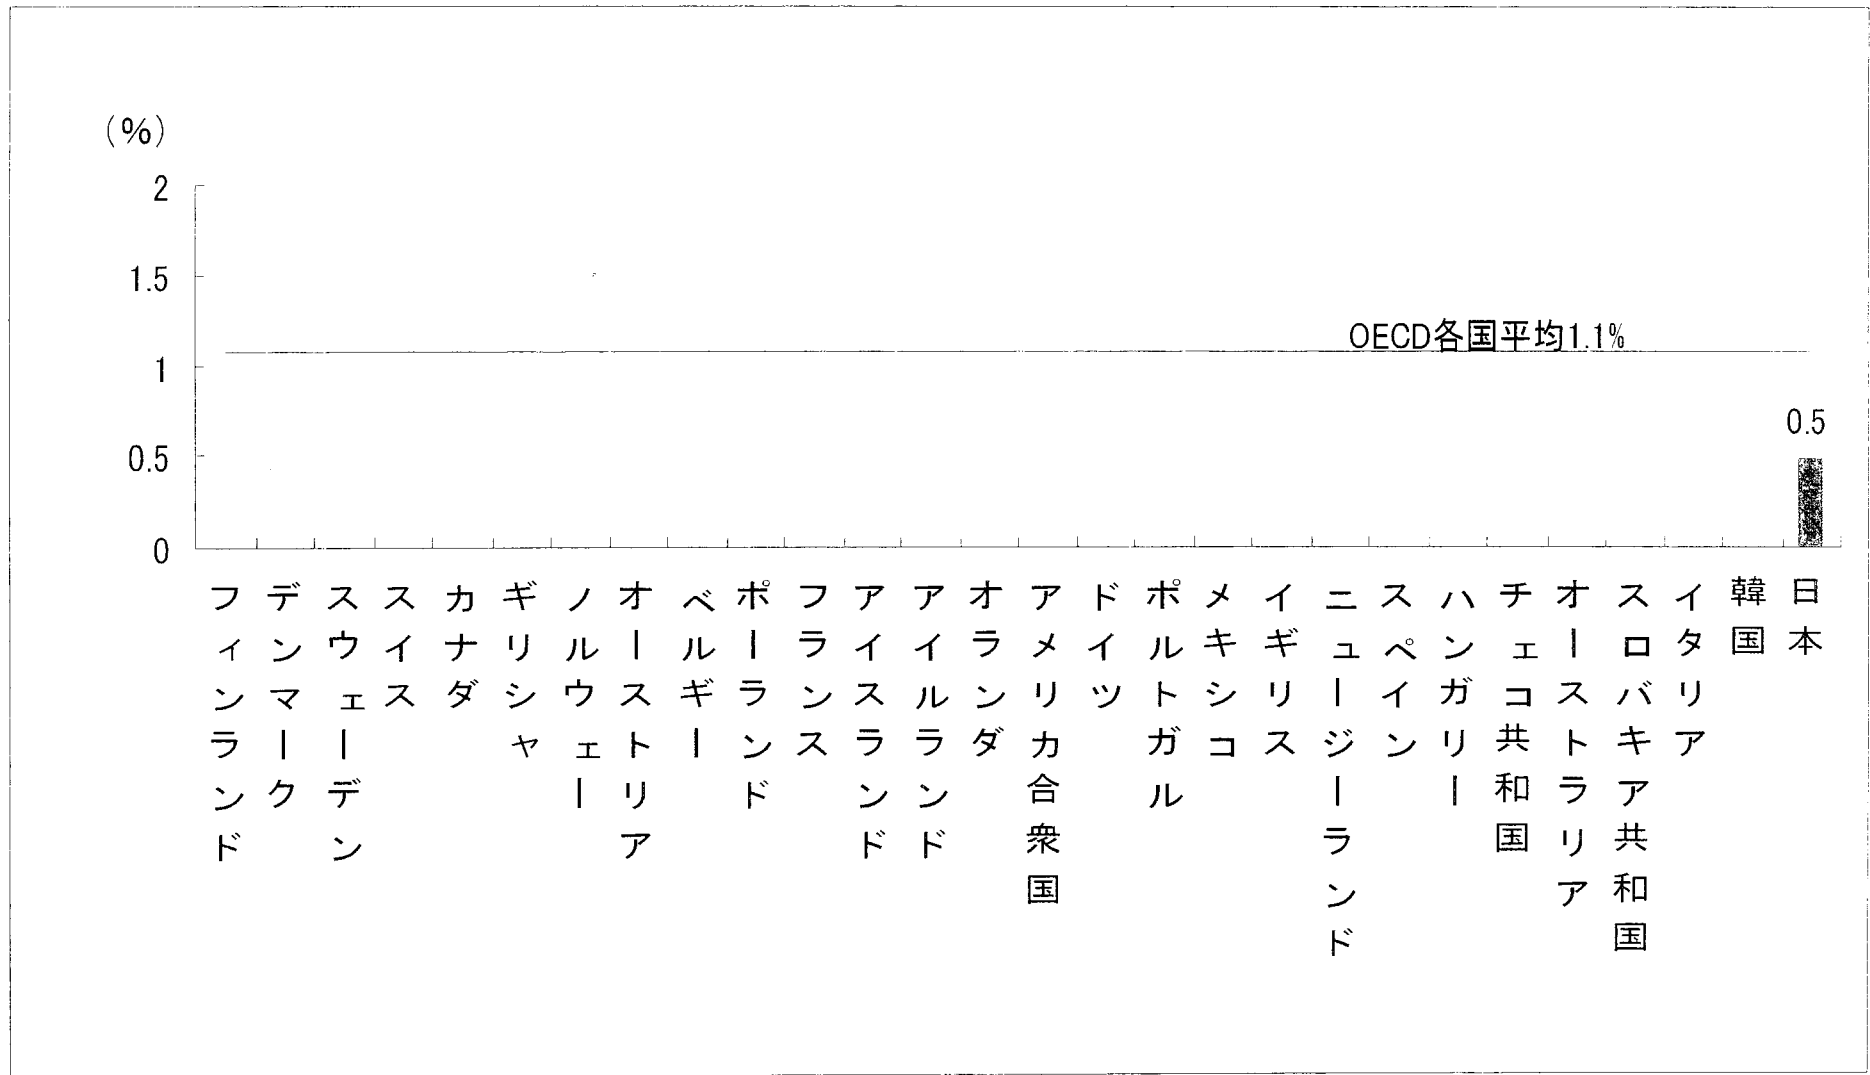 (%)
2
1.5
1
0.5
0
OECD各国平均1.1%
0.5
フィンランド
デンマーク
スウェーデン
スイス
カナダ
ギリシャ
ノルウェー
オーストリア
ベルギー
ポーランド
フランス
アイスランド
アイルランド
オランダ
アメリカ合衆国
ドイツ
ポルトガル
メキシコ
イギリス
ニュージーランド
スペイン
ハンガリー
チェコ共和国
オーストラリア
スロバキア共和国
イタリア
韓国
日本